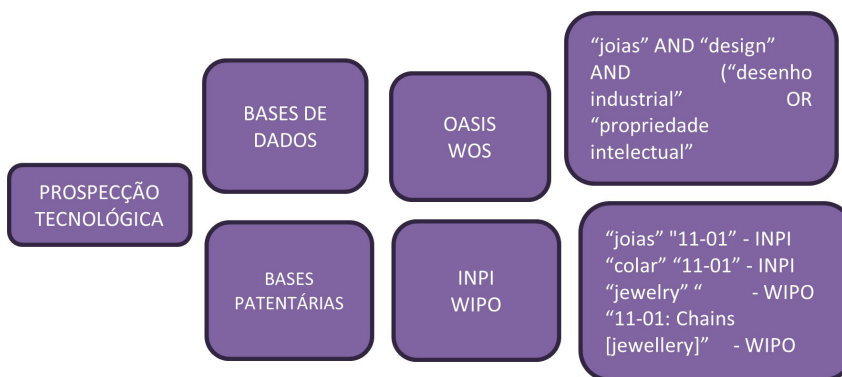 PROSPECÇÃO
TECNOLÓGICA
BASES DE
DADOS
OASIS
WOS
“joias” AND “design”
AND (“desenho
industrial” OR
“propriedade
intelectual”
BASES
PATENTÁRIAS
INPI
WIPO
“joias” "11-01” - INPI
“colar” “11-01” - INPI
“jewelry” “ - WIPO
“11-01: Chains
[jewellery]” - WIPO